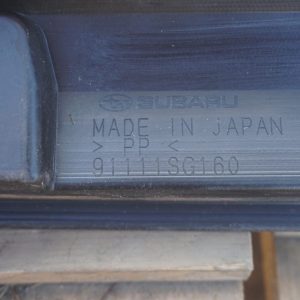 SUBARU
MADE IN JAPAN
> PP <
91111SG160